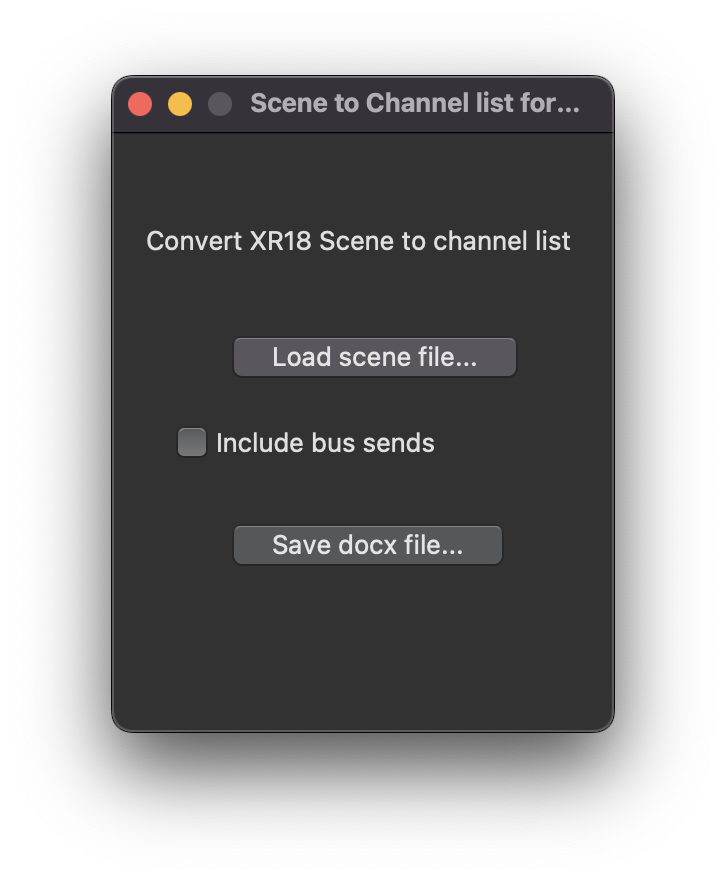 Scene to Channel list for...
Convert XR18 Scene to channel list
Load scene file...
Include bus sends
Save docx file...